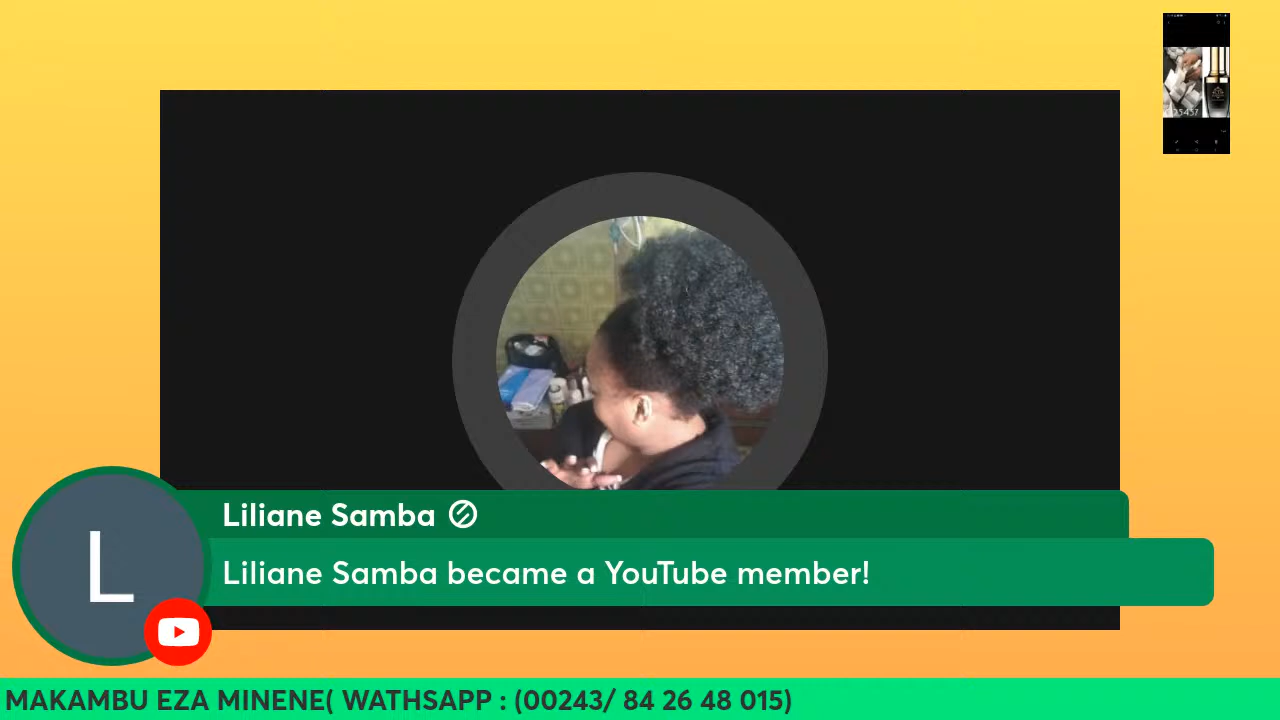 Liliane Samba
Liliane Samba became a YouTube member!
L
MAKAMBU EZA MINENE( WATHSAPP : (00243/ 84 26 48 015)